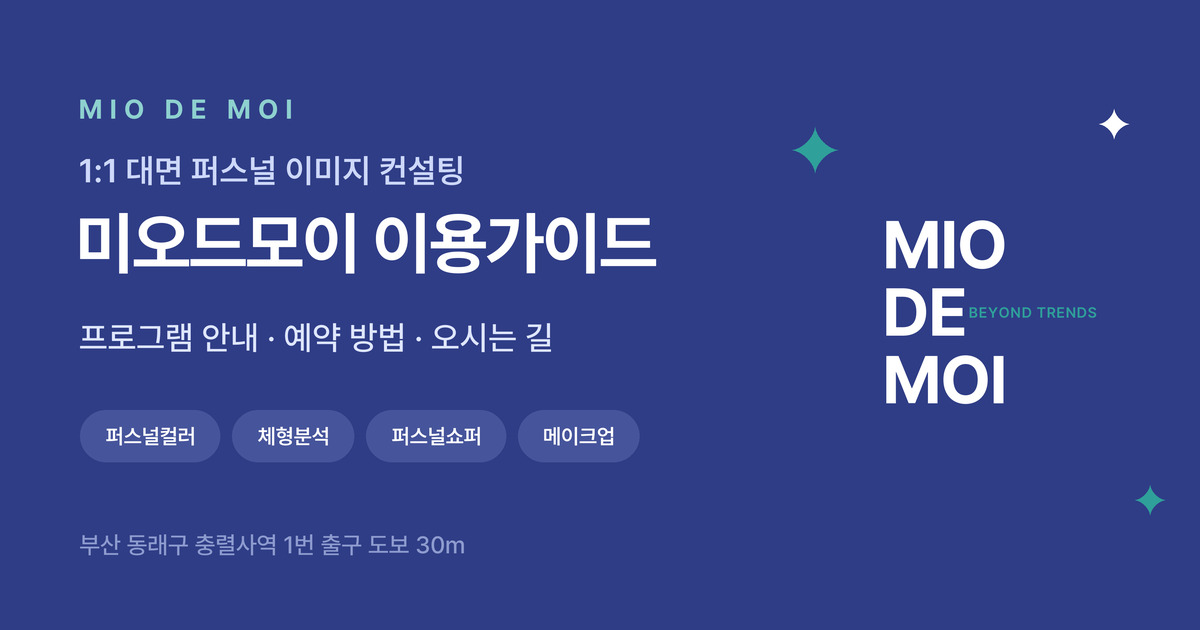 MIO DE MOI
1:1 대면 퍼스널 이미지 컨설팅
미오드모이 이용가이드
프로그램 안내 · 예약 방법 · 오시는 길
퍼스널컬러 체형분석 퍼스널쇼퍼 메이크업
부산 동래구 충렬사역 1번 출구 도보 30m
MIO
DE BEYOND TRENDS
MOI